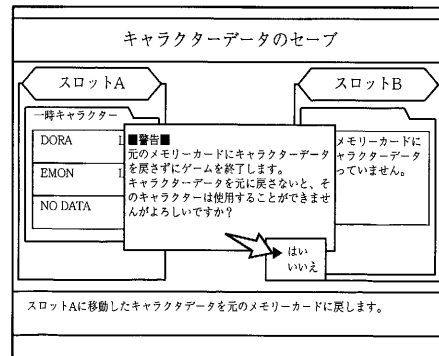 キャラクターデータのセーブ
スロットA
スロットB
一時キャラクター
DORA L
EMON L
NO DATA
■警告■
元のメモリーカードにキャラクターデータ
を戻さずにゲームを終了します。
キャラクターデータを元に戻さないと、そ
のキャラクターは使用することができませ
んがよろしいですか？
はい
いいえ
メモリーカードに
ャラクターデータ
っていません。
スロットAに移動したキャラクタデータを元のメモリーカードに戻します。